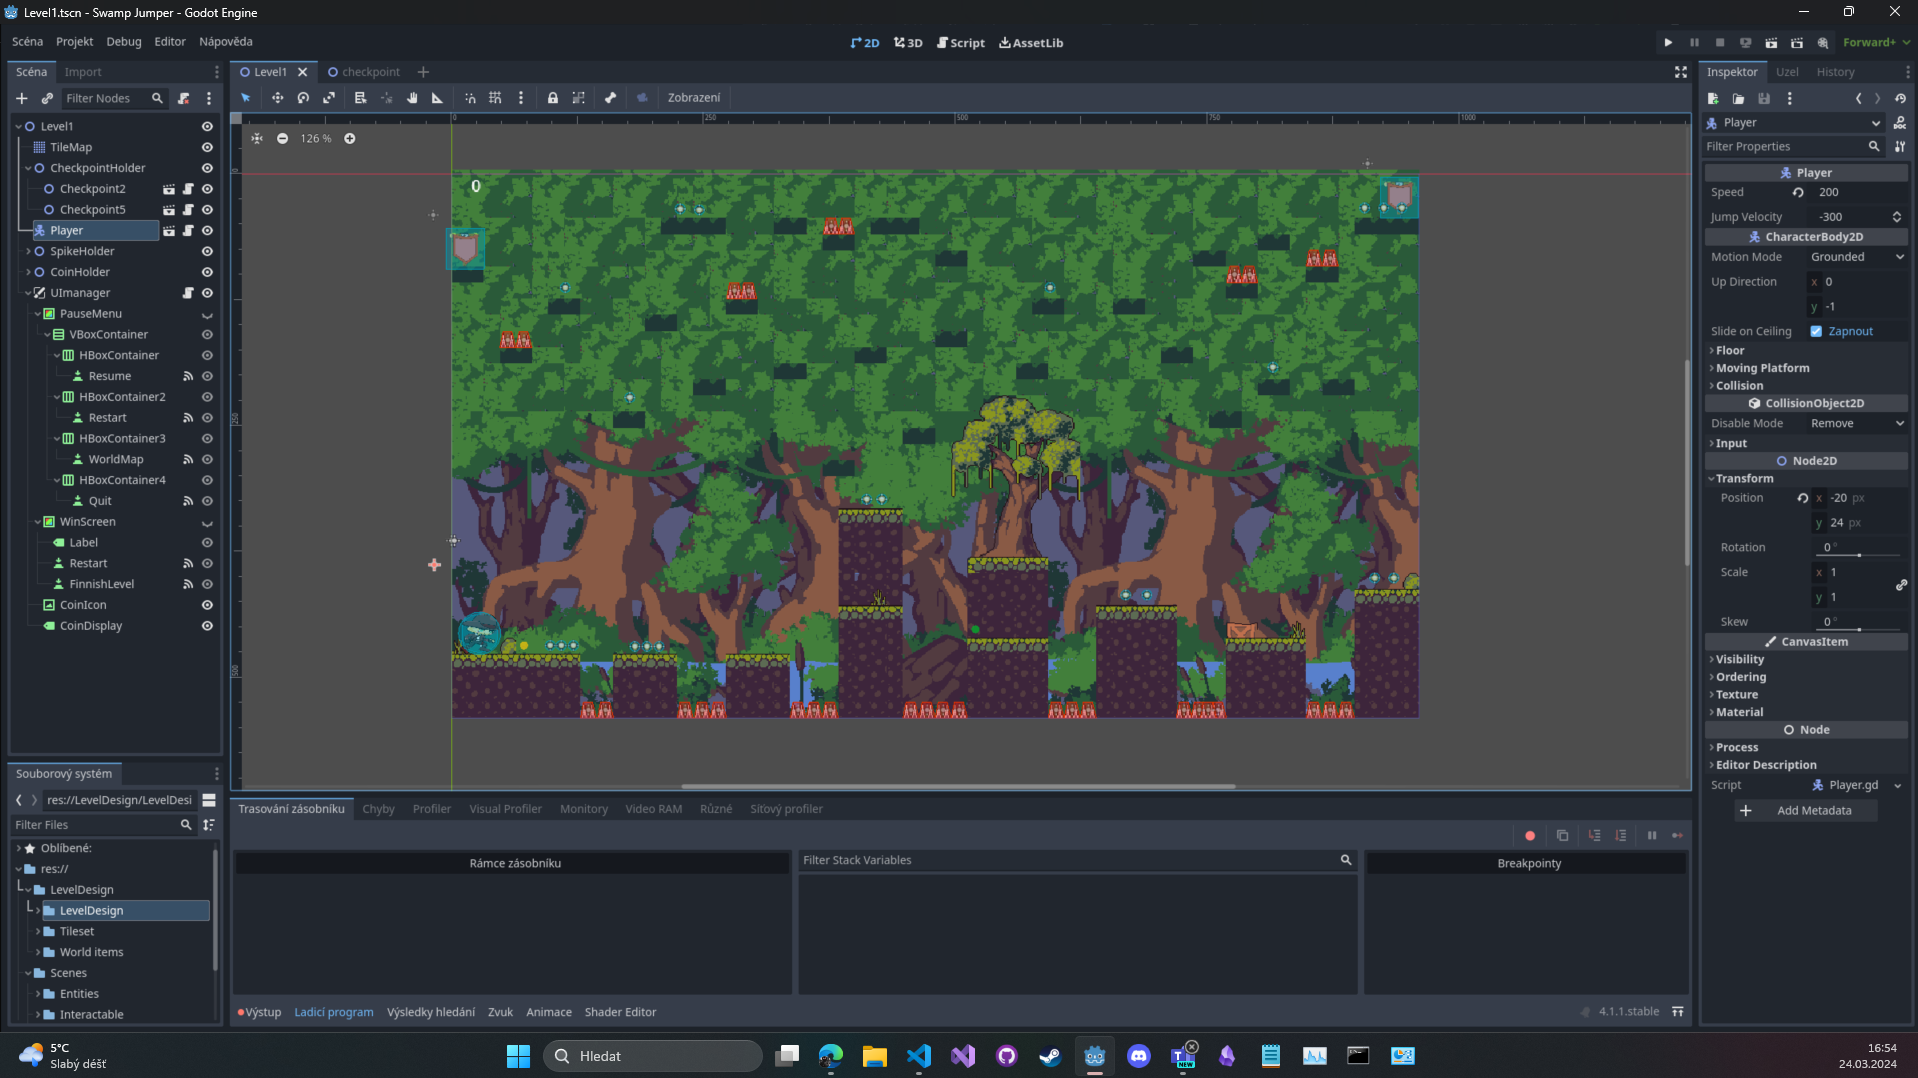 Level1.tscn - Swamp Jumper - Godot Engine
Scéna Projekt Debug Editor Nápověda
2D 3D Script AssetLib
Forward+
Scéna Import
Filter Nodes
Level1
TileMap
CheckpointHolder
Checkpoint2
Checkpoint5
Player
SpikeHolder
CoinHolder
UImanager
PauseMenu
VBoxContainer
HBoxContainer
Resume
HBoxContainer2
Restart
HBoxContainer3
WorldMap
HBoxContainer4
Quit
WinScreen
Label
Restart
FinnishLevel
CoinIcon
CoinDisplay
Souborový systém
res://LevelDesign/LevelDesi
Filter Files
Oblíbené:
res://
LevelDesign
LevelDesign
Tileset
World items
Scenes
Entities
Interactable
Level1 checkpoint
Zobrazení
0 250 500 750 1000
126 %
0
0
250
500
Trasování zásobníku Chyby Profiler Visual Profiler Monitory Video RAM Různé Síťový profiler
Rámce zásobníku
Filter Stack Variables
Breakpointy
Výstup Ladicí program Výsledky hledání Zvuk Animace Shader Editor
4.1.1.stable
Inspektor Uzel History
Player
Filter Properties
Player
Speed 200
Jump Velocity -300
CharacterBody2D
Motion Mode Grounded
Up Direction x 0
y -1
Slide on Ceiling Zapnout
Floor
Moving Platform
Collision
CollisionObject2D
Disable Mode Remove
Input
Node2D
Transform
Position x -20 px
y 24 px
Rotation 0 °
Scale x 1
y 1
Skew 0 °
CanvasItem
Visibility
Ordering
Texture
Material
Node
Process
Editor Description
Script Player.gd
Add Metadata
5°C
Slabý déšť
Hledat
NEW
16:54
24.03.2024